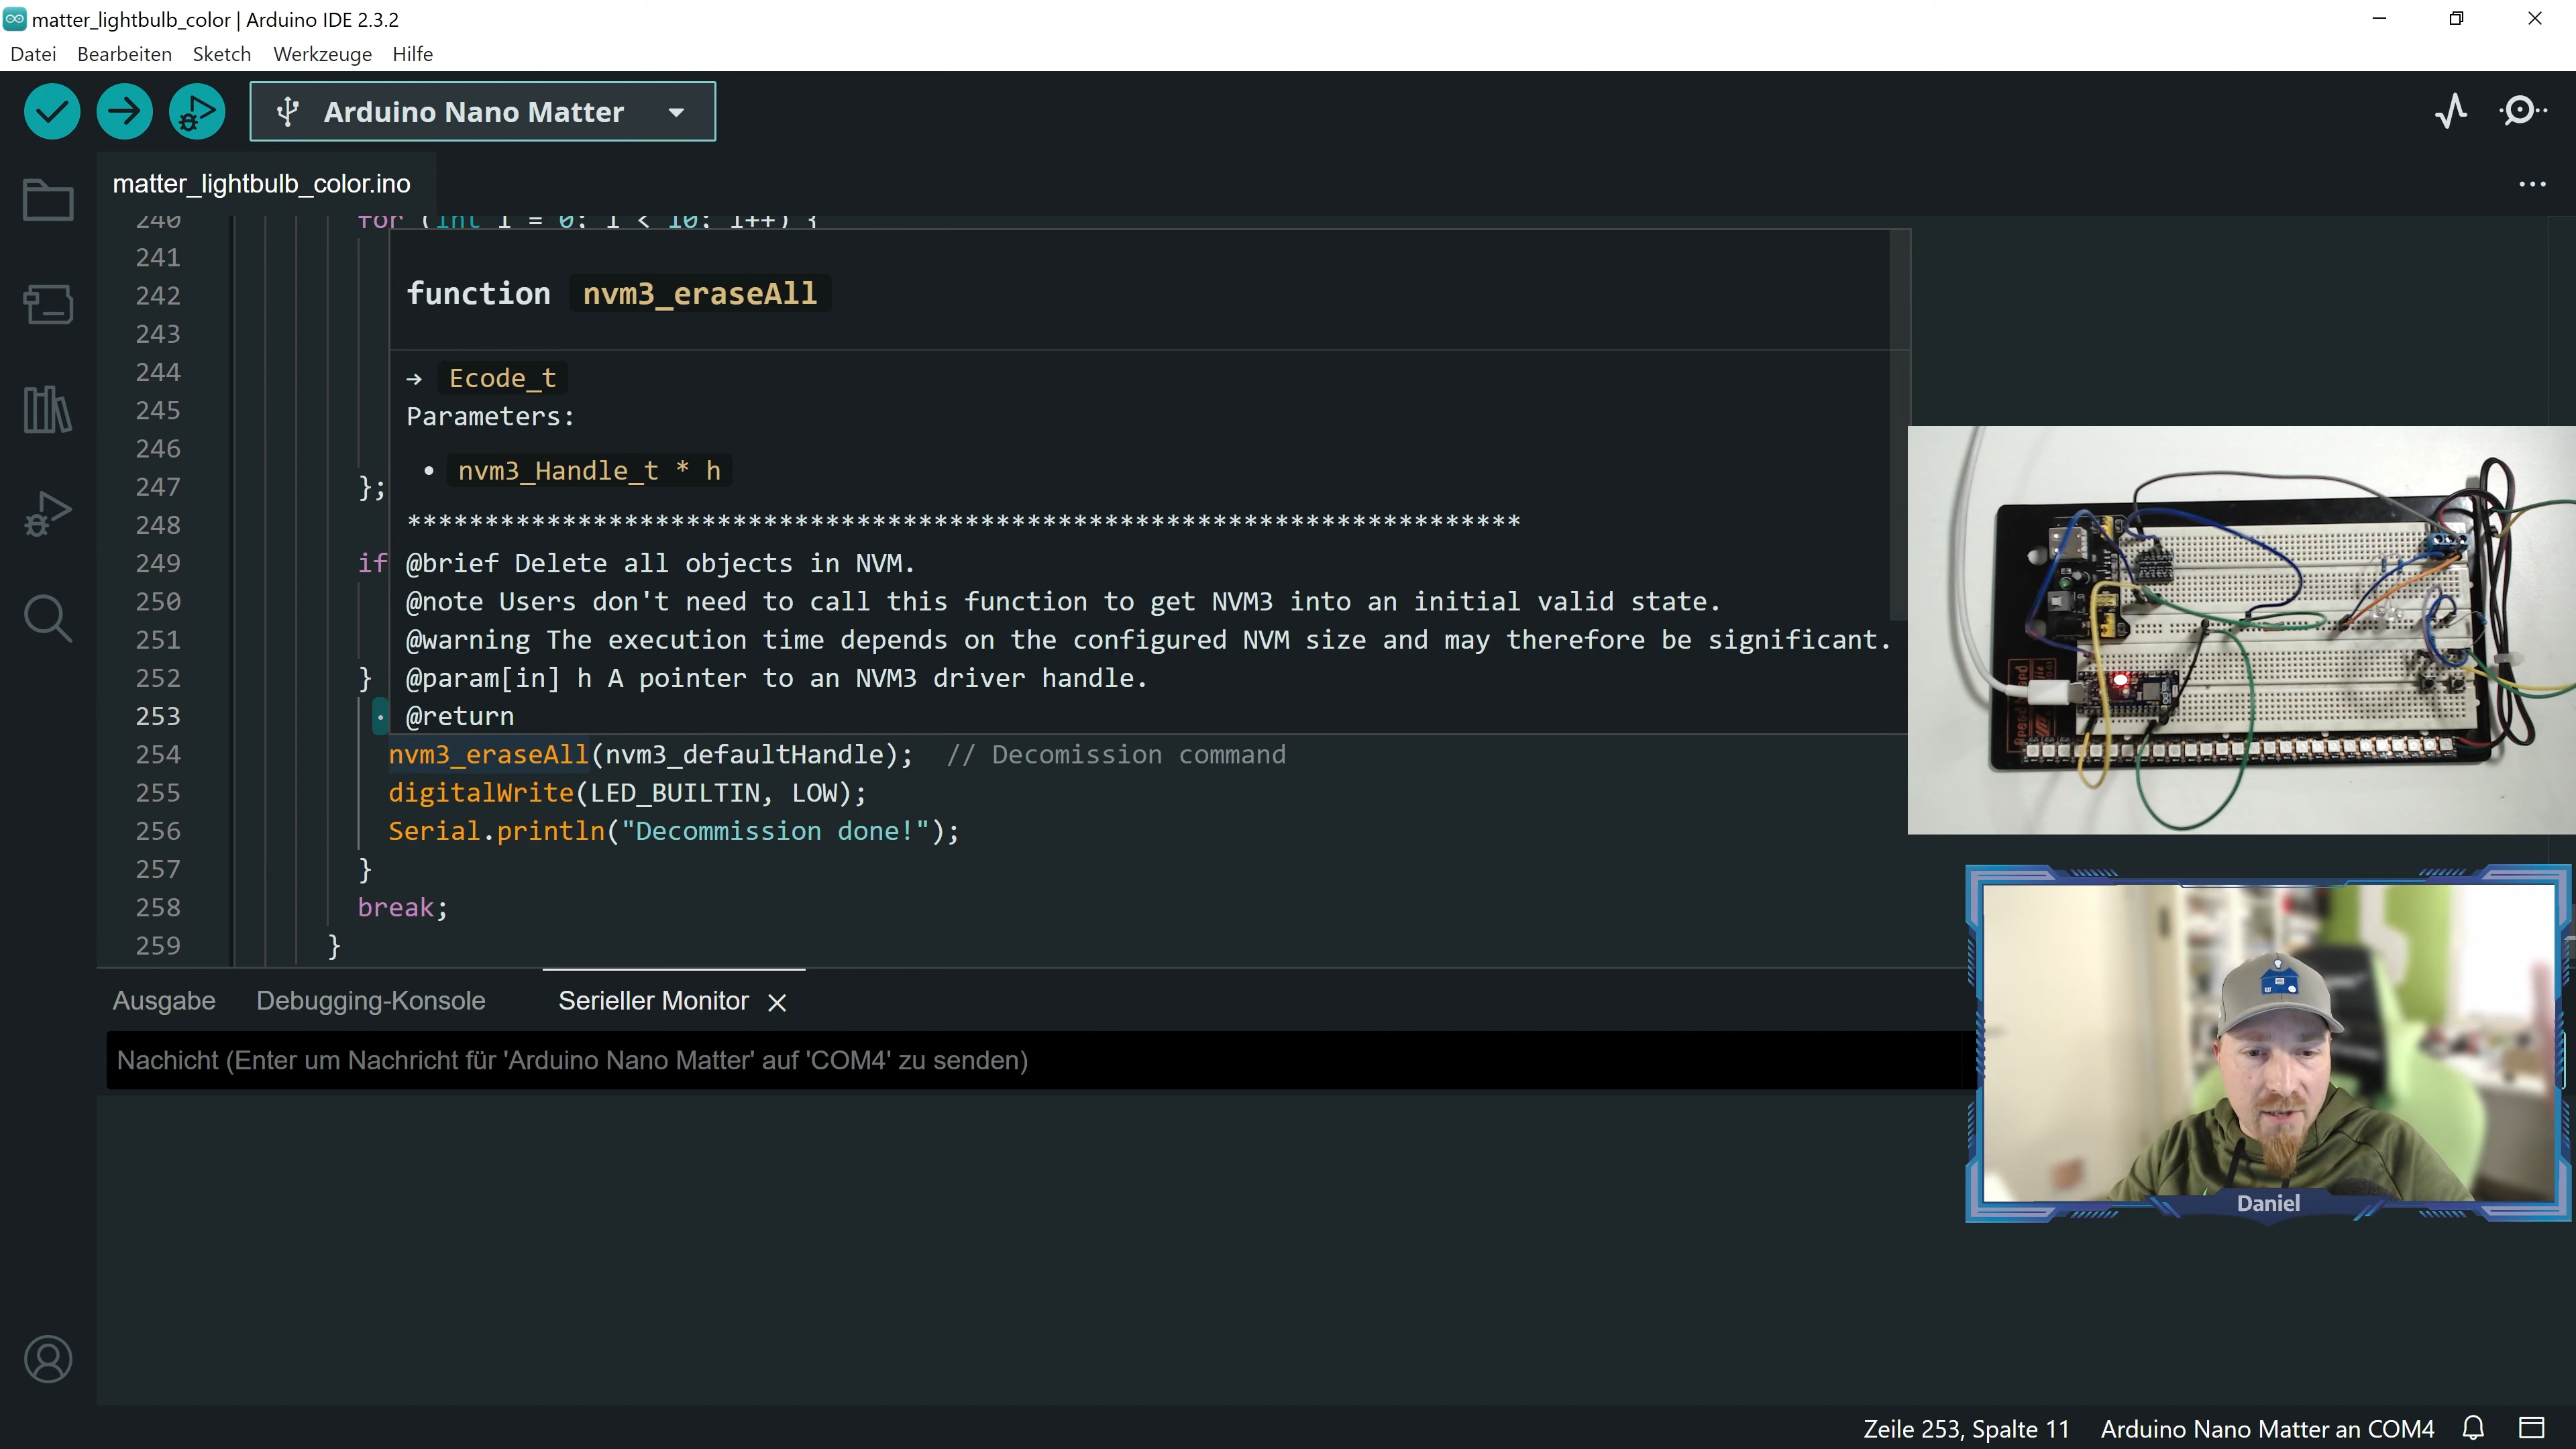 matter_lightbulb_color | Arduino IDE 2.3.2
Datei Bearbeiten Sketch Werkzeuge Hilfe
Arduino Nano Matter
matter_lightbulb_color.ino
240 for (int i = 0; i < 10; i++) {
241
242
243
244
245
246
247 };
248
249 if
250
251
252 }
253
function nvm3_eraseAll
→ Ecode_t
Parameters:
• nvm3_Handle_t * h
************************************************************************
@brief Delete all objects in NVM.
@note Users don't need to call this function to get NVM3 into an initial valid state.
@warning The execution time depends on the configured NVM size and may therefore be significant.
@param[in] h A pointer to an NVM3 driver handle.
@return
254 nvm3_eraseAll(nvm3_defaultHandle); // Decomission command
255 digitalWrite(LED_BUILTIN, LOW);
256 Serial.println("Decommission done!");
257 }
258 break;
259 }
Ausgabe Debugging-Konsole Serieller Monitor
Nachicht (Enter um Nachricht für 'Arduino Nano Matter' auf 'COM4' zu senden)
Daniel
Zeile 253, Spalte 11 Arduino Nano Matter an COM4